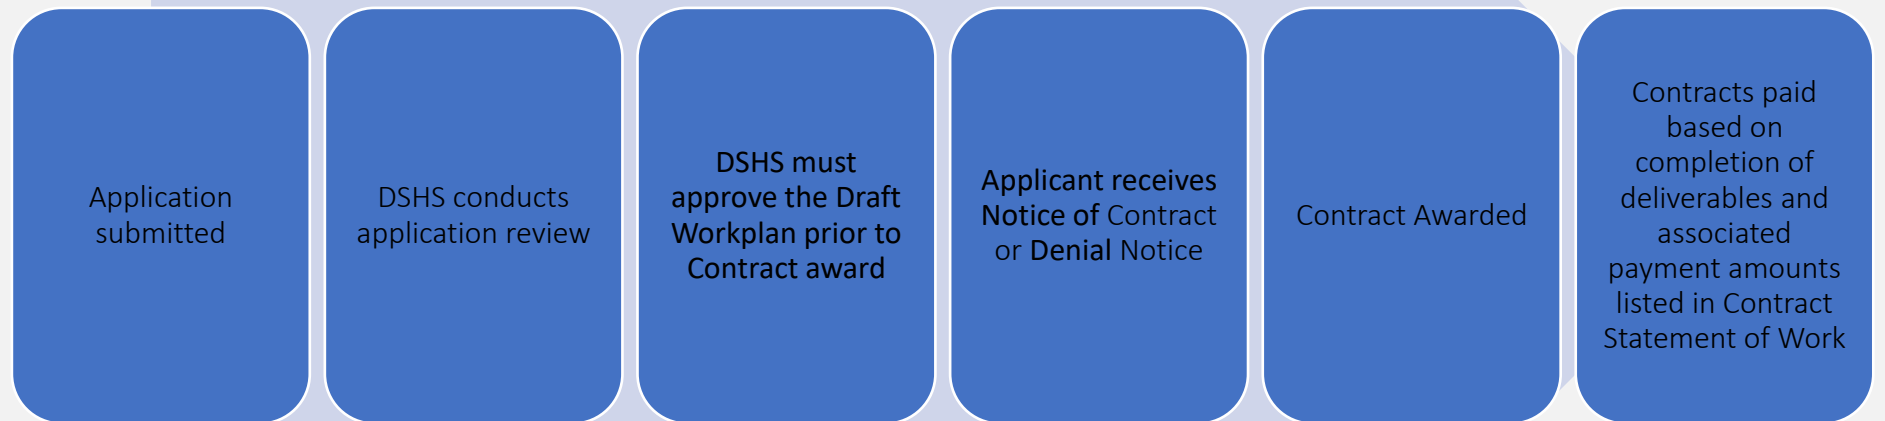 Application
submitted
DSHS conducts
application review
DSHS must
approve the Draft
Workplan prior to
Contract award
Applicant receives
Notice of Contract
or Denial Notice
Contract Awarded
Contracts paid
based on
completion of
deliverables and
associated
payment amounts
listed in Contract
Statement of Work